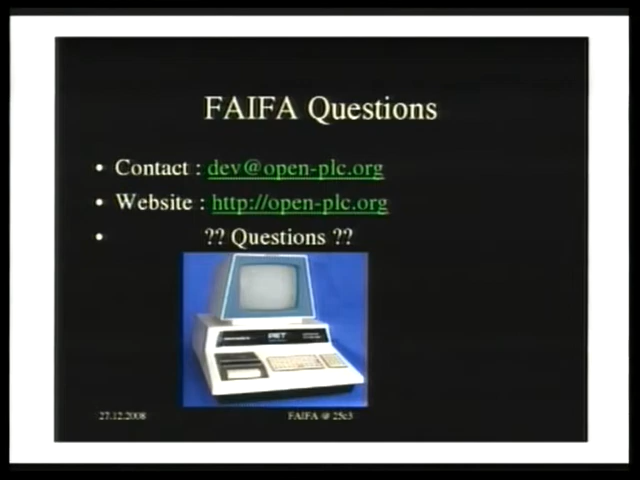 FAIFA Questions
• Contact : dev@open-plc.org
• Website : http://open-plc.org
• ?? Questions ??
PET
27.12.2008
FAIFA @ 25c3